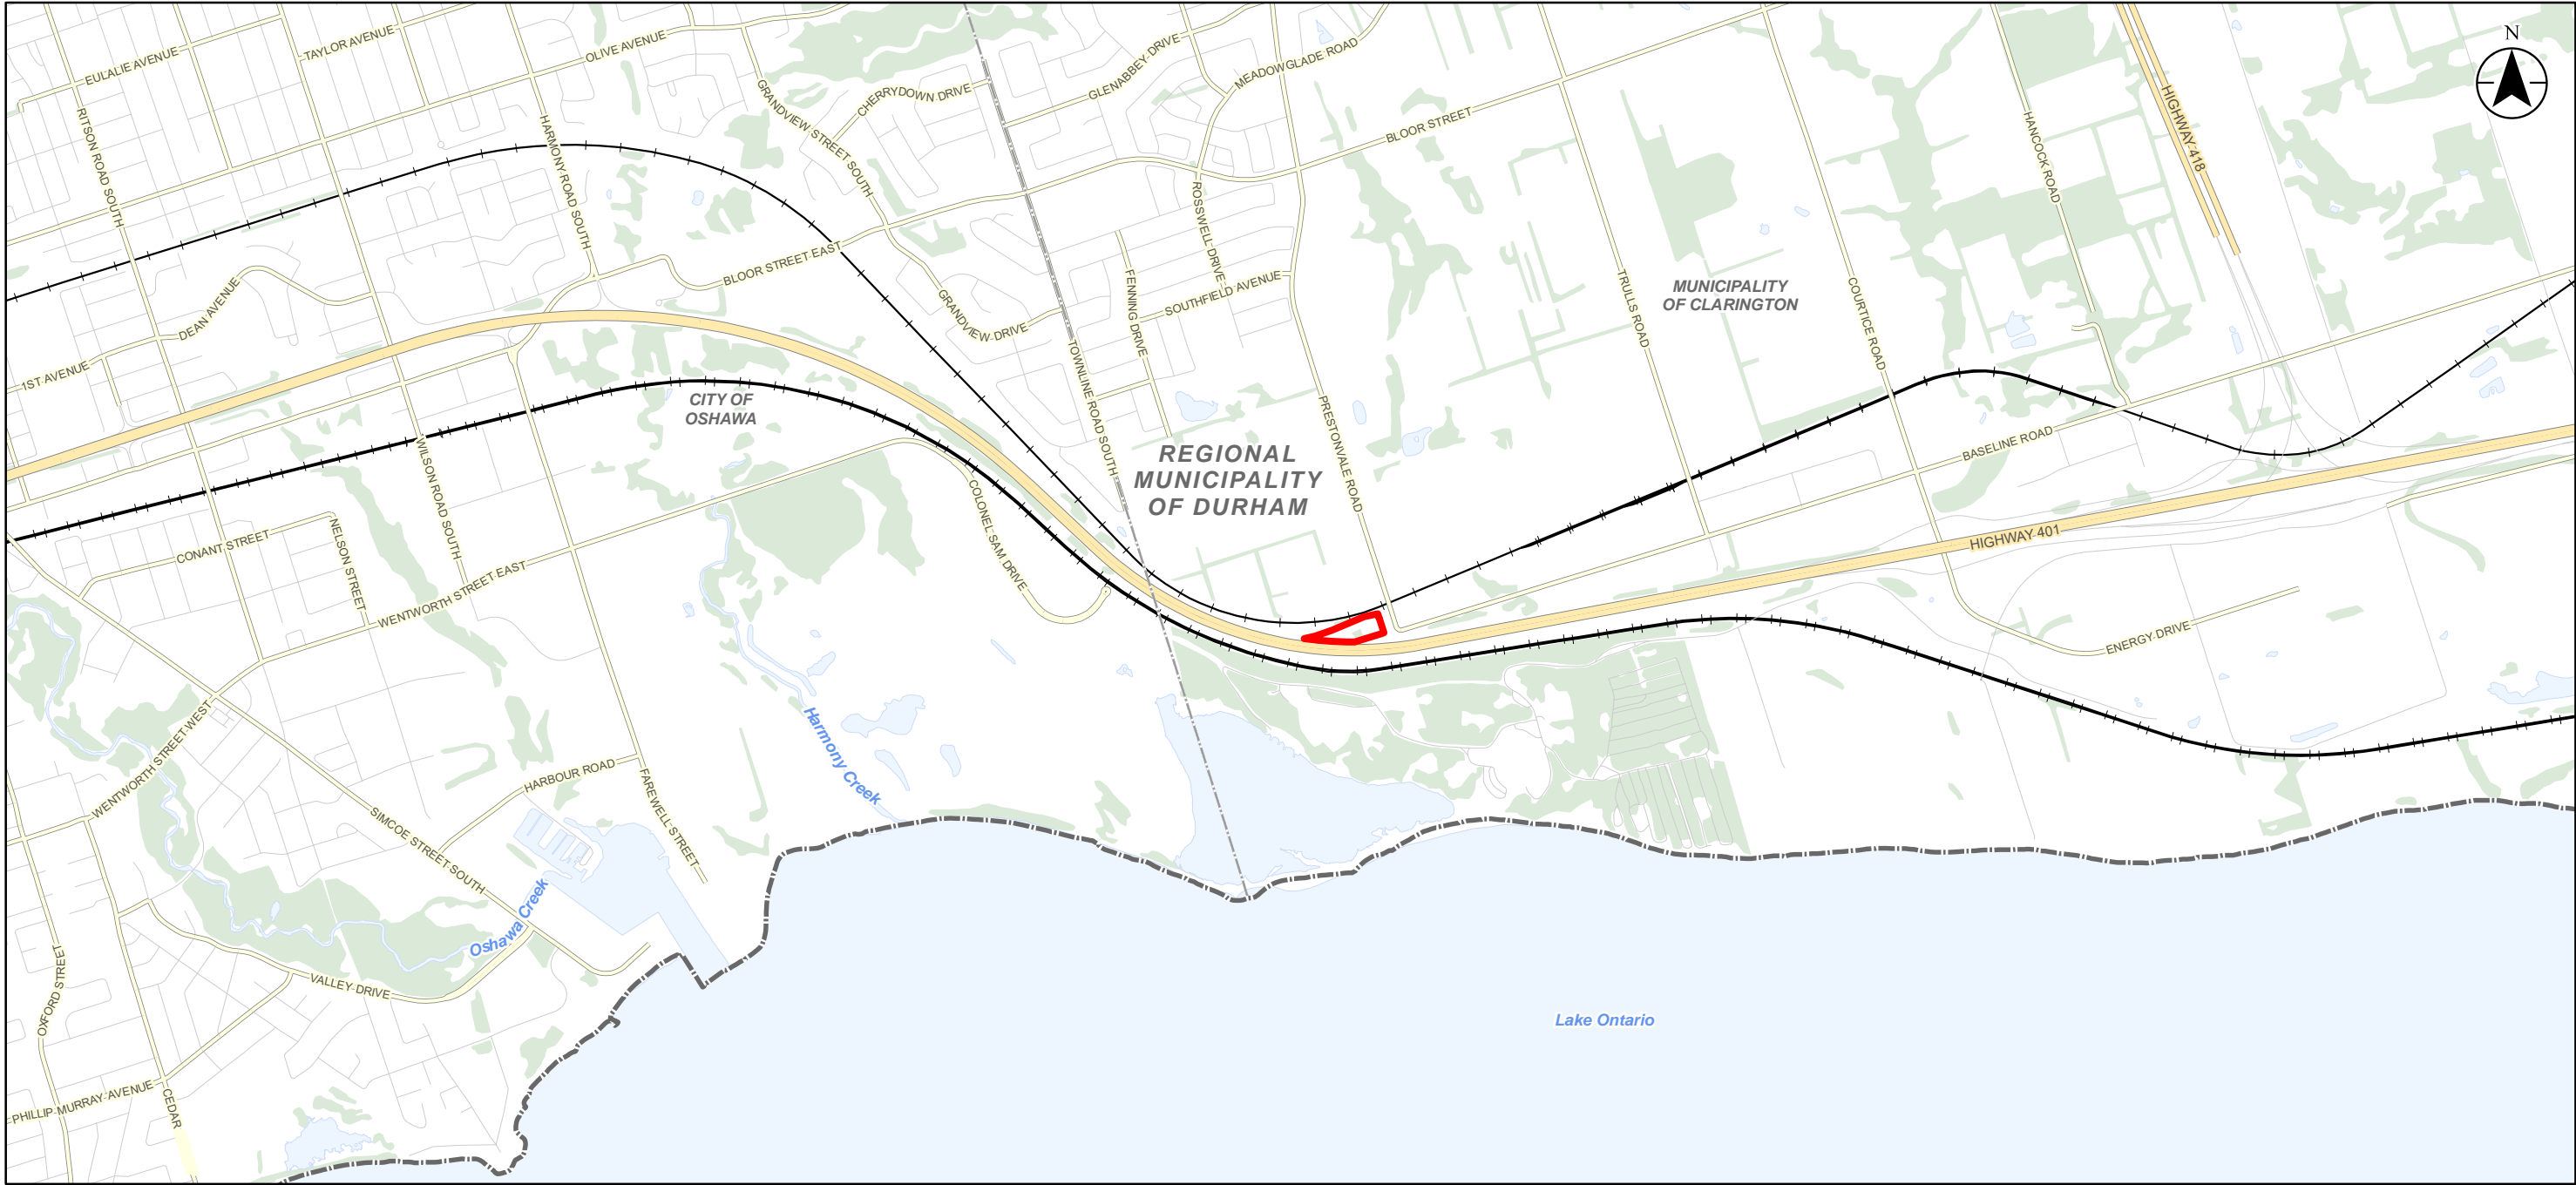 N
TAYLOR AVENUE
EULALIE AVENUE
OLIVE AVENUE
GLENABBEY DRIVE
MEADOWGLADE ROAD
CHERRYDOWN DRIVE
GRANDVIEW STREET SOUTH
RITSON ROAD SOUTH
HARMONY ROAD SOUTH
BLOOR STREET
HIGHWAY 418
HANCOCK ROAD
ROSSWELL DRIVE
BLOOR STREET EAST
DEAN AVENUE
GRANDVIEW DRIVE
FENNING DRIVE
SOUTHFIELD AVENUE
TRULLS ROAD
MUNICIPALITY
OF CLARINGTON
COURTICE ROAD
1ST AVENUE
TOWNLINE ROAD SOUTH
CITY OF
OSHAWA
PRESTONVALE ROAD
REGIONAL
MUNICIPALITY
OF DURHAM
BASELINE ROAD
WILSON ROAD SOUTH
COLONEL SAM DRIVE
HIGHWAY 401
CONANT STREET
NELSON STREET
WENTWORTH STREET EAST
ENERGY DRIVE
WENTWORTH STREET WEST
Harmony Creek
HARBOUR ROAD
FAREWELL STREET
SIMCOE STREET SOUTH
Oshawa Creek
OXFORD STREET
VALLEY DRIVE
Lake Ontario
PHILLIP MURRAY AVENUE
CEDAR